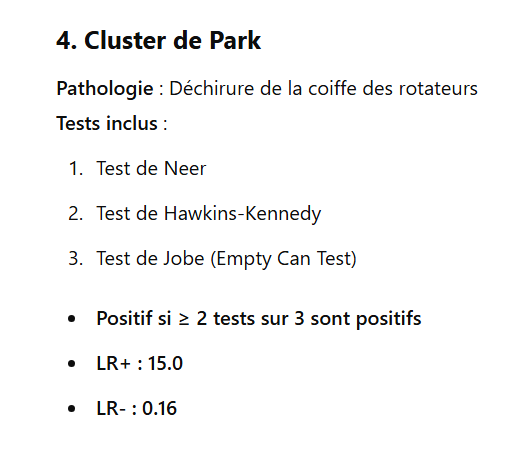 4. Cluster de Park
Pathologie : Déchirure de la coiffe des rotateurs
Tests inclus :
1. Test de Neer
2. Test de Hawkins-Kennedy
3. Test de Jobe (Empty Can Test)
• Positif si ≥ 2 tests sur 3 sont positifs
• LR+ : 15.0
• LR- : 0.16